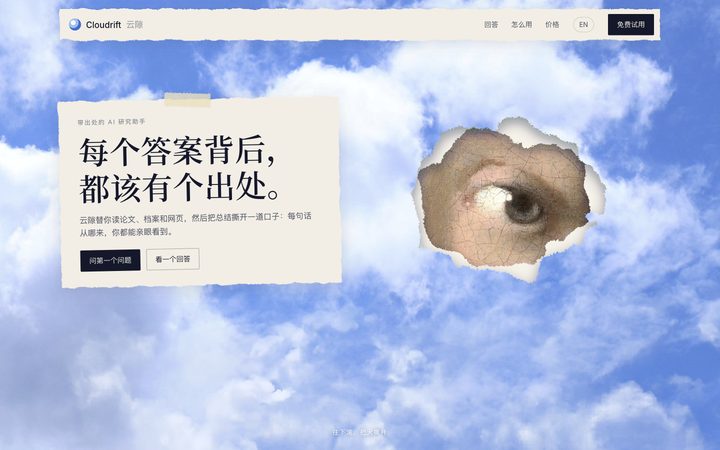 Cloudrift 云隙
回答
怎么用
价格
EN
免费试用
带出处的 AI 研究助手
每个答案背后，
都该有个出处。
云隙替你读论文、档案和网页，然后把总结撕开一道口子：每句话
从哪来，你都能亲眼看到。
问第一个问题
看一个回答